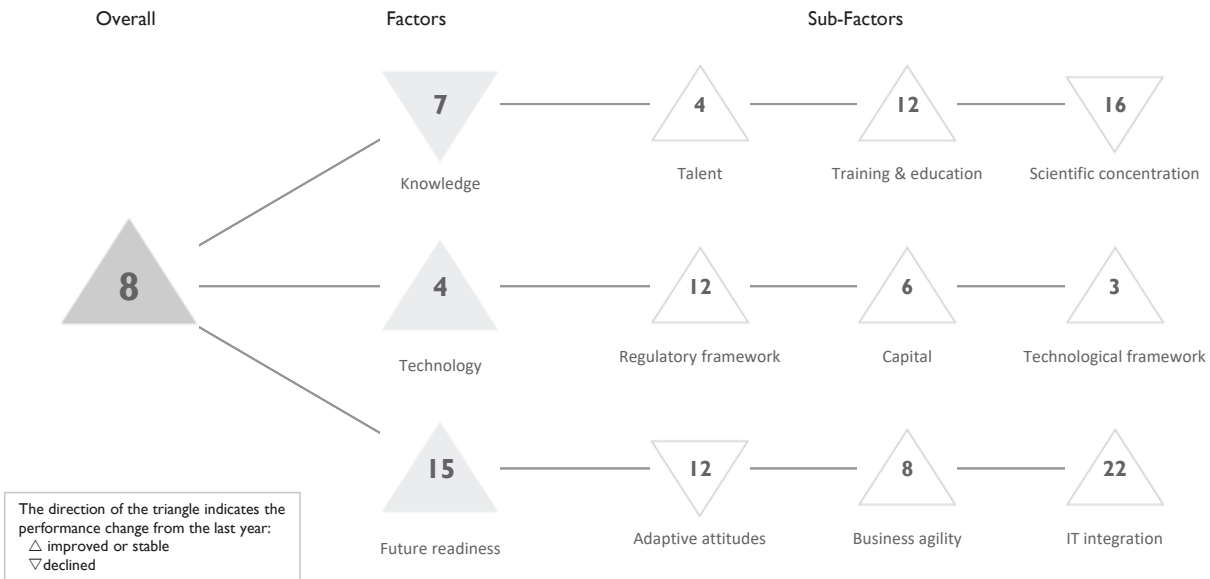 Overall
Factors
Sub-Factors
7
4
12
16
Knowledge
Talent
Training & education
Scientific concentration
8
4
12
6
3
Technology
Regulatory framework
Capital
Technological framework
15
12
8
22
Future readiness
Adaptive attitudes
Business agility
IT integration
The direction of the triangle indicates the
performance change from the last year:
△ improved or stable
▽declined